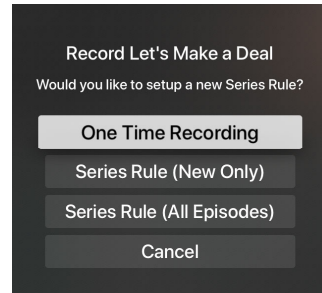 Record Let's Make a Deal
Would you like to setup a new Series Rule?
One Time Recording
Series Rule (New Only)
Series Rule (All Episodes)
Cancel